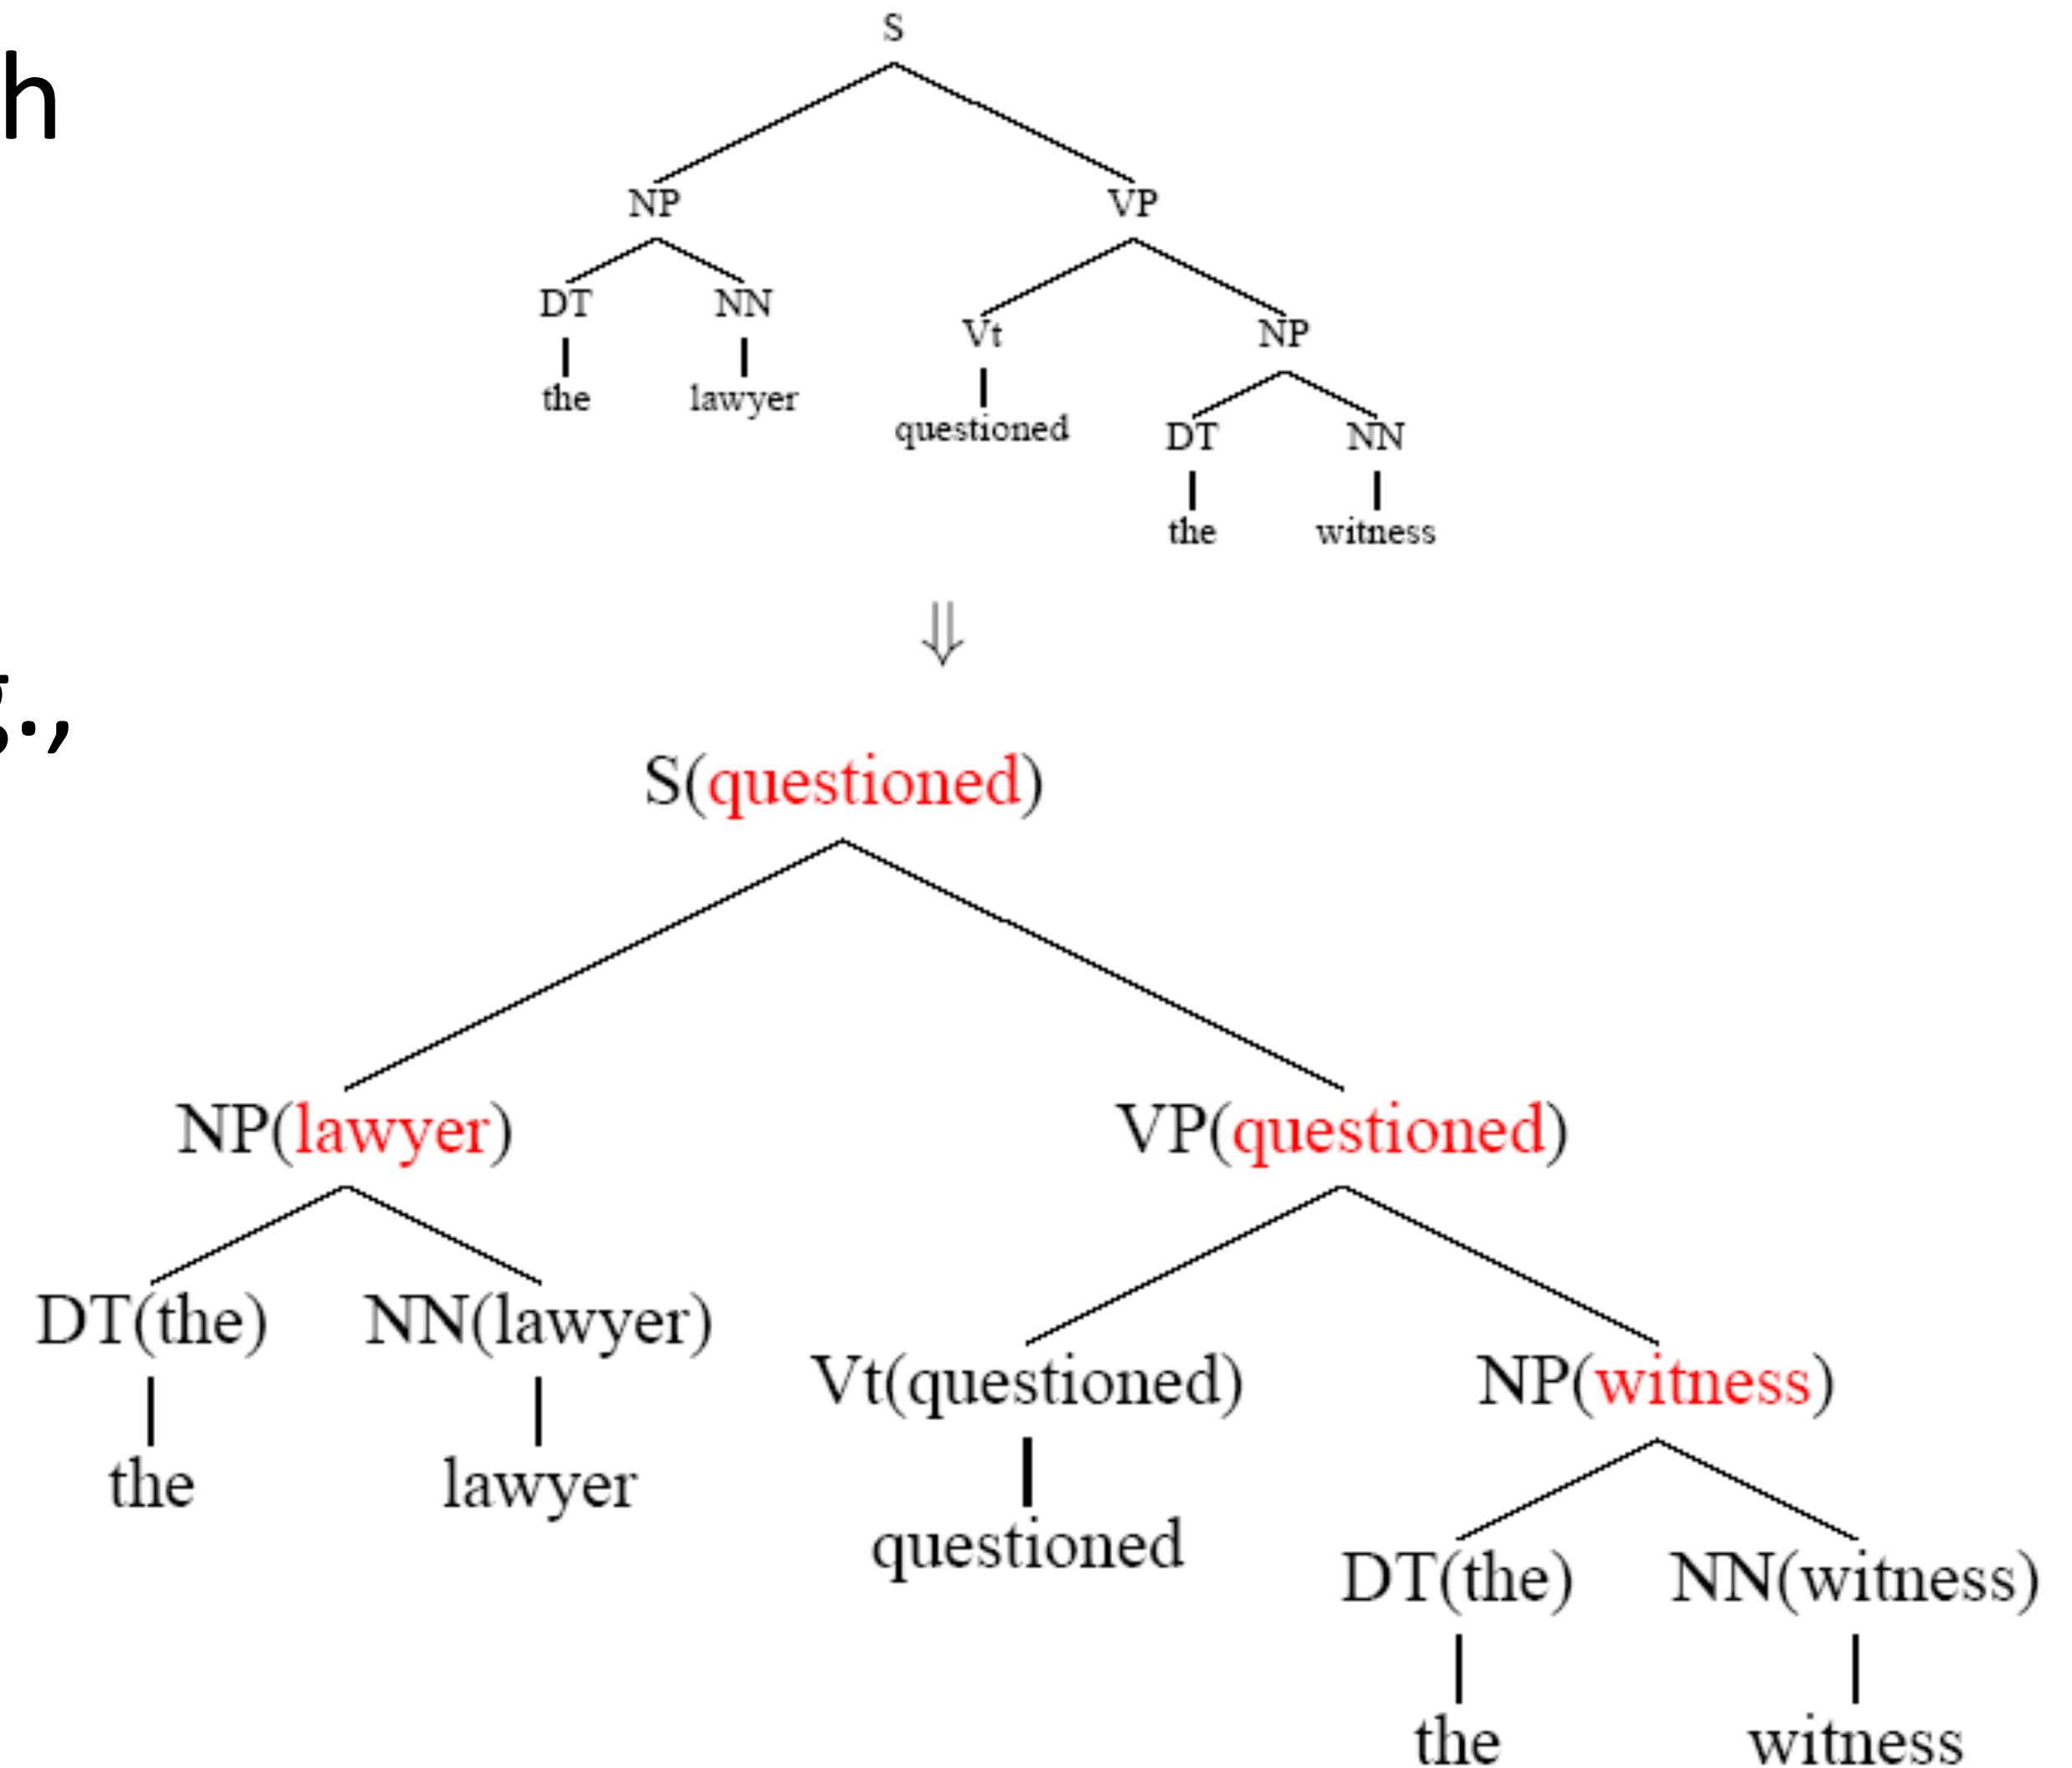 h
S
NP VP
DT NN
Vt NP
the lawyer
questioned DT NN
the witness
⇓
g.,
S(questioned)
NP(lawyer) VP(questioned)
DT(the) NN(lawyer)
Vt(questioned) NP(witness)
the lawyer
questioned
DT(the) NN(witness)
the witness